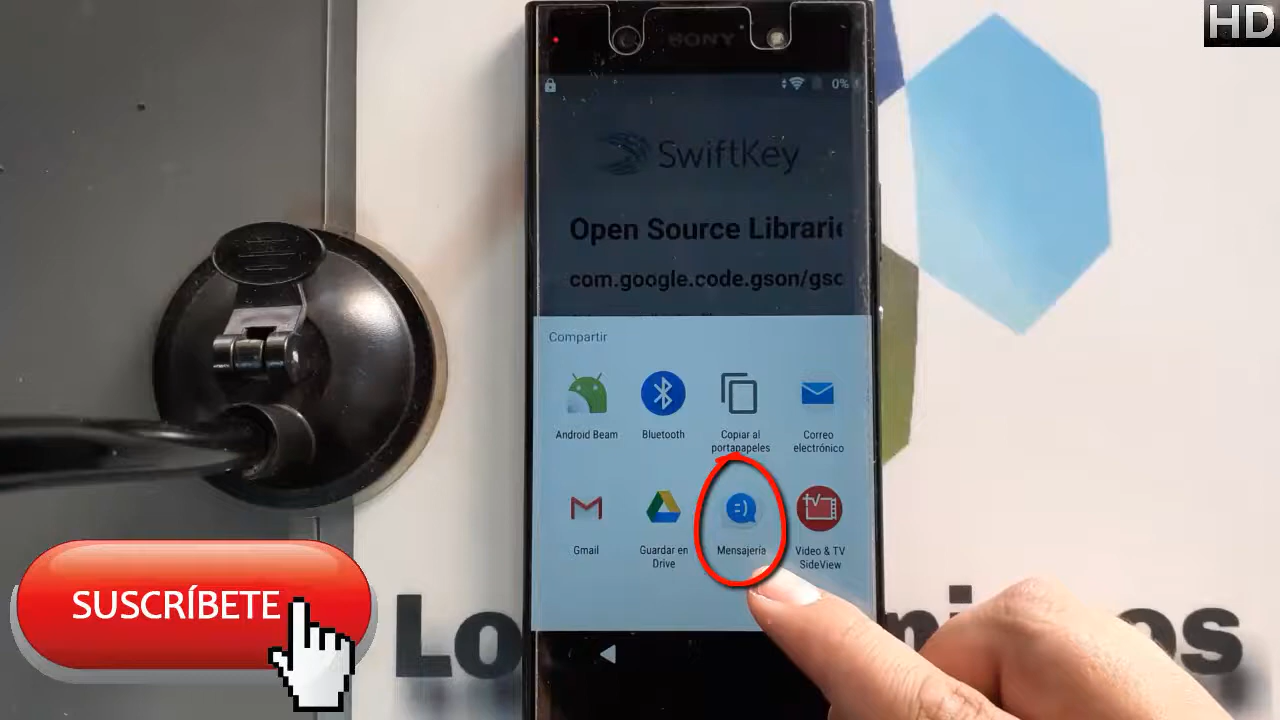 HD
SONY
0%
SwiftKey
Open Source Librarie
com.google.code.gson/gsc
Compartir
Android Beam
Bluetooth
Copiar al
portapapeles
Correo
electrónico
Gmail
Guardar en
Drive
Mensajería
Video & TV
SideView
SUSCRÍBETE